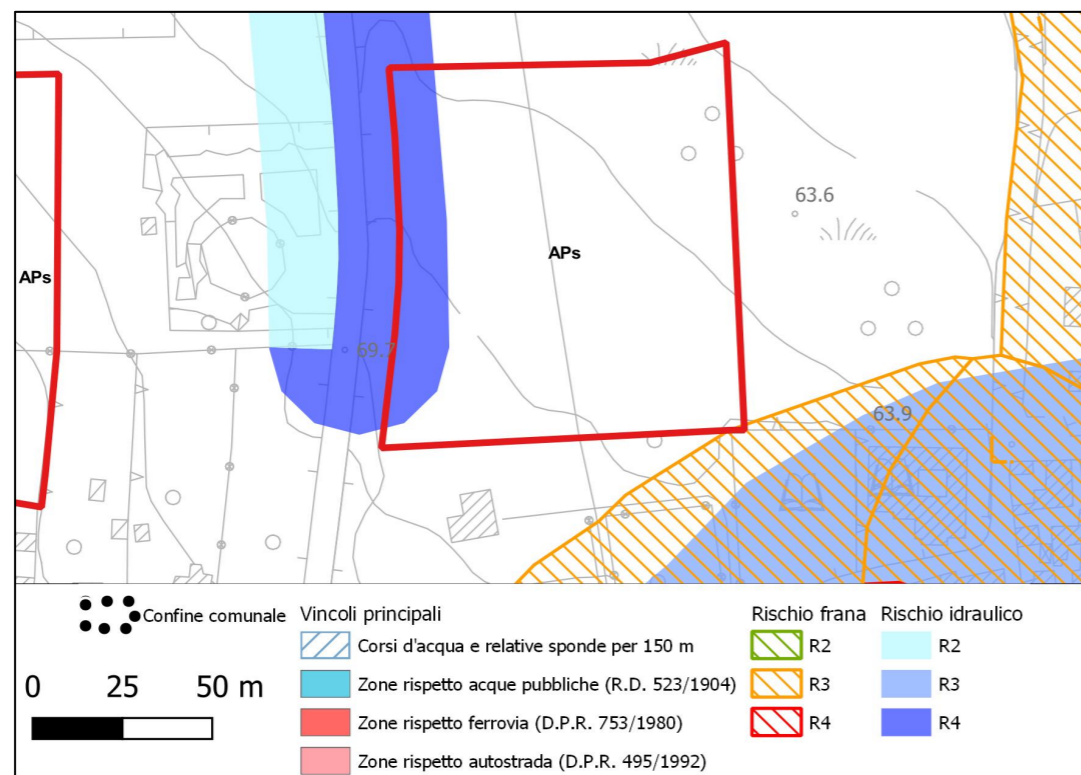 63.6
APs
APs
69.7
63.9
Confine comunale
0 25 50 m
Vincoli principali
Corsi d'acqua e relative sponde per 150 m
Zone rispetto acque pubbliche (R.D. 523/1904)
Zone rispetto ferrovia (D.P.R. 753/1980)
Zone rispetto autostrada (D.P.R. 495/1992)
Rischio frana
R2
R3
R4
Rischio idraulico
R2
R3
R4